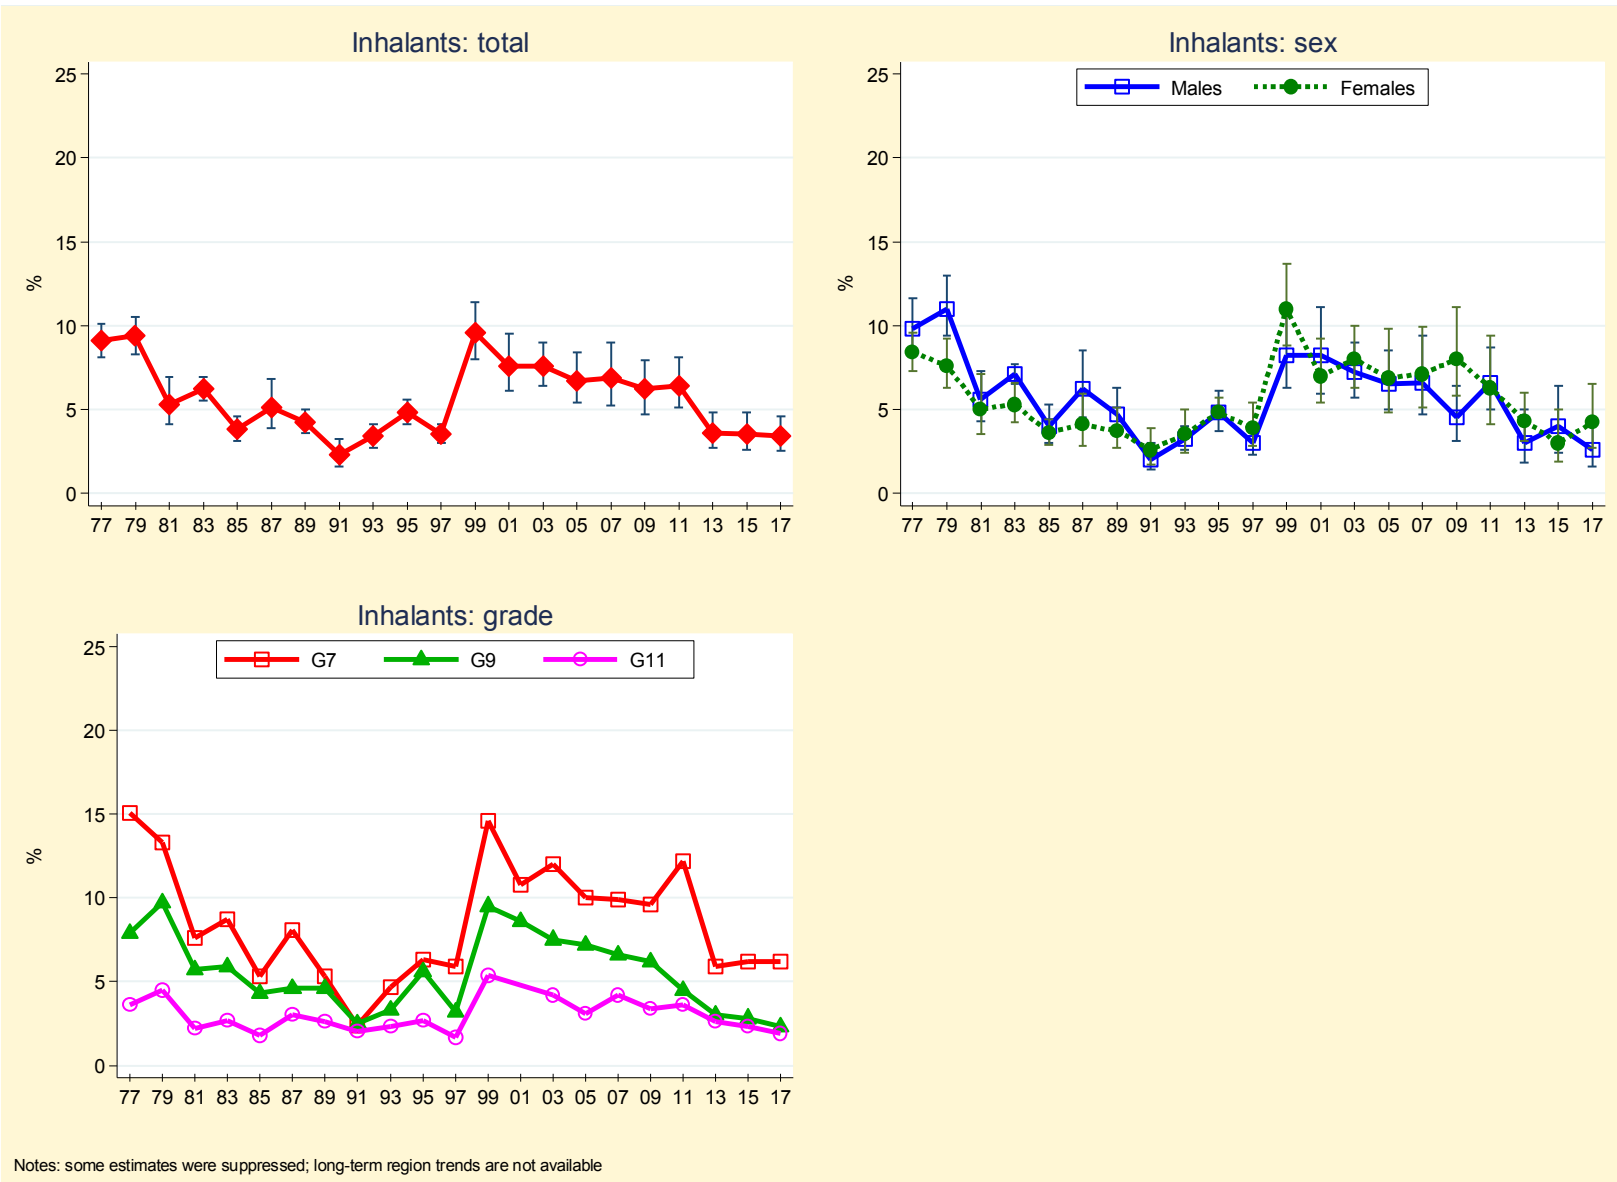 Inhalants: total
25
20
15
10
5
0
%
77 79 81 83 85 87 89 91 93 95 97 99 01 03 05 07 09 11 13 15 17
Inhalants: sex
Males Females
25
20
15
10
5
0
%
77 79 81 83 85 87 89 91 93 95 97 99 01 03 05 07 09 11 13 15 17
Inhalants: grade
G7 G9 G11
25
20
15
10
5
0
%
77 79 81 83 85 87 89 91 93 95 97 99 01 03 05 07 09 11 13 15 17
Notes: some estimates were suppressed; long-term region trends are not available